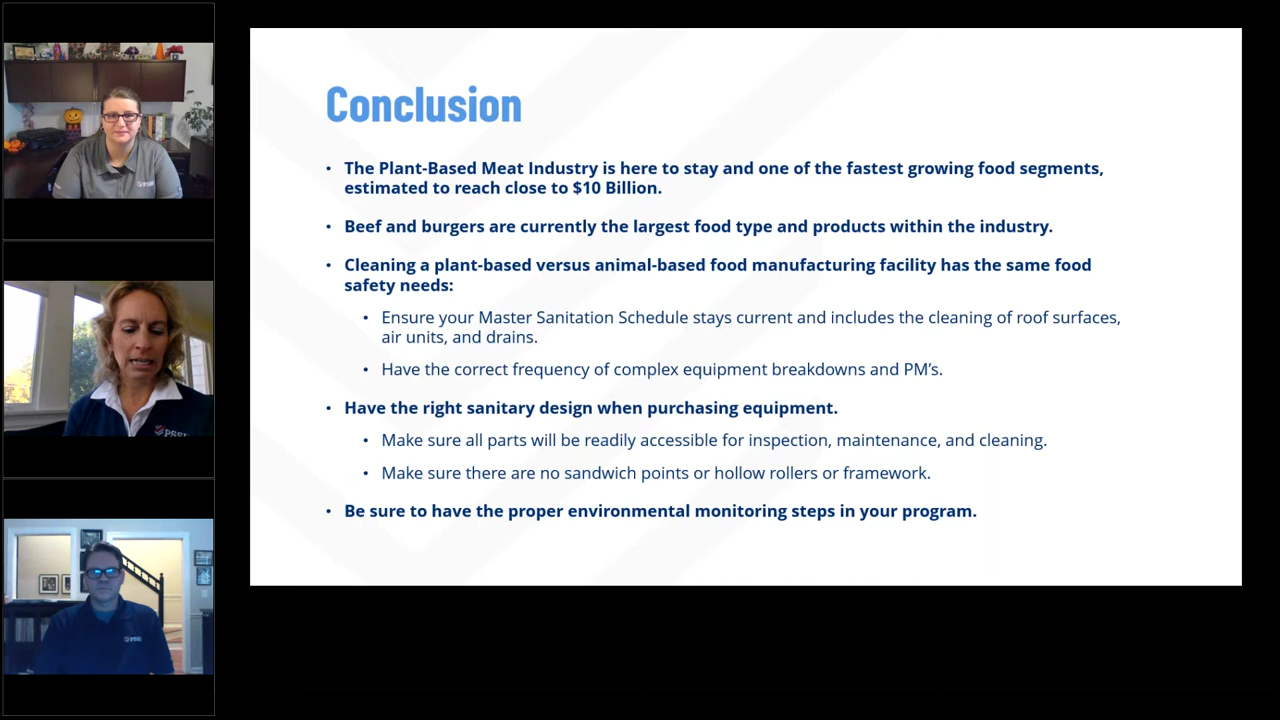 Conclusion
• The Plant-Based Meat Industry is here to stay and one of the fastest growing food segments,
estimated to reach close to $10 Billion.
• Beef and burgers are currently the largest food type and products within the industry.
• Cleaning a plant-based versus animal-based food manufacturing facility has the same food
safety needs:
• Ensure your Master Sanitation Schedule stays current and includes the cleaning of roof surfaces,
air units, and drains.
• Have the correct frequency of complex equipment breakdowns and PM’s.
• Have the right sanitary design when purchasing equipment.
• Make sure all parts will be readily accessible for inspection, maintenance, and cleaning.
• Make sure there are no sandwich points or hollow rollers or framework.
• Be sure to have the proper environmental monitoring steps in your program.